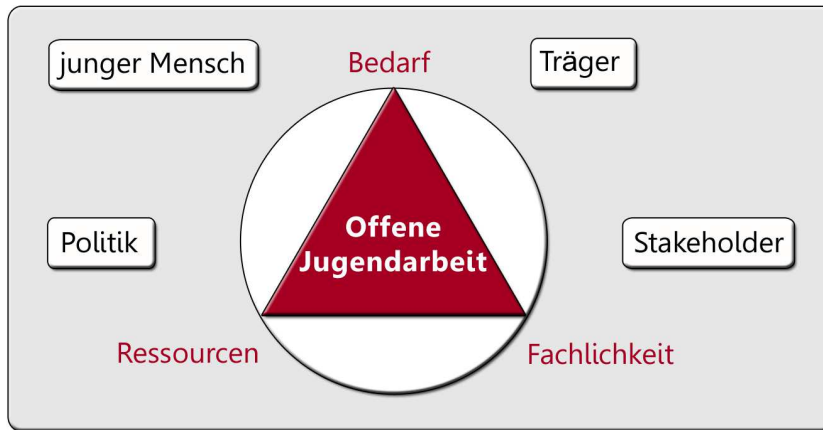 junger Mensch
Bedarf
Träger
Politik
Offene
Jugendarbeit
Stakeholder
Ressourcen
Fachlichkeit